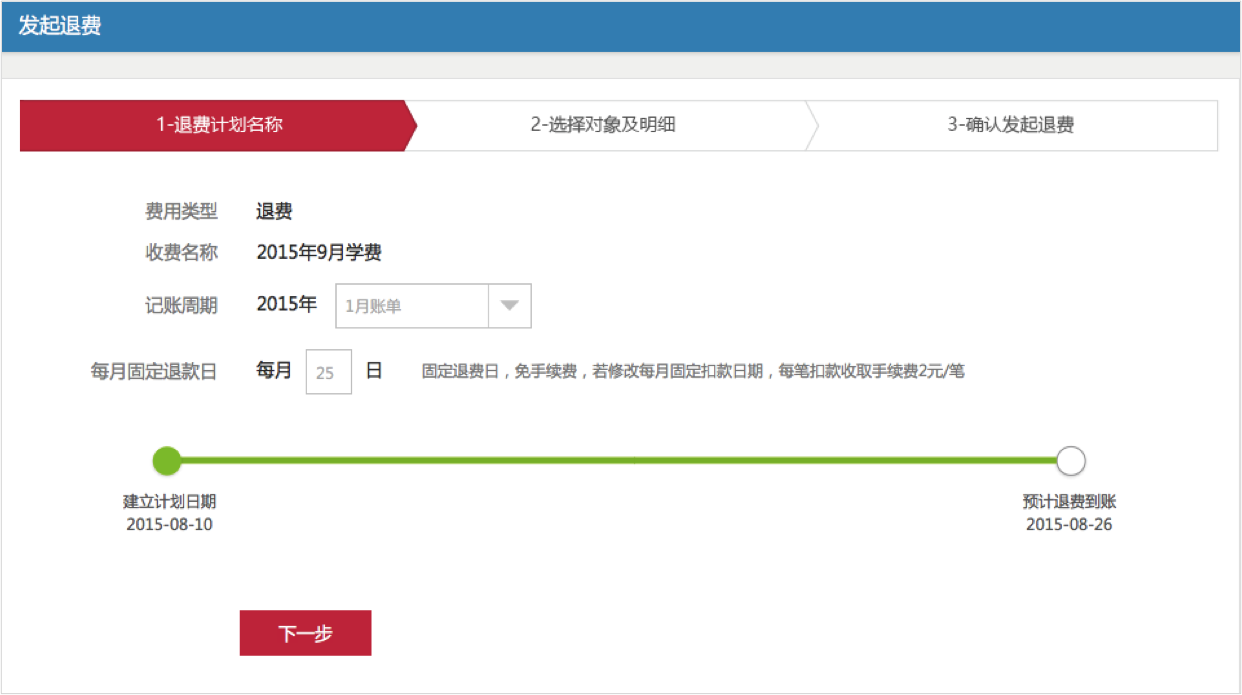 发起退费
1-退费计划名称 2-选择对象及明细 3-确认发起退费
费用类型 退费
收费名称 2015年9月学费
记账周期 2015年 1月账单
每月固定退款日 每月 25 日 固定退费日，免手续费，若修改每月固定扣款日期，每笔扣款收取手续费2元/笔
建立计划日期 预计退费到账
2015-08-10 2015-08-26
下一步